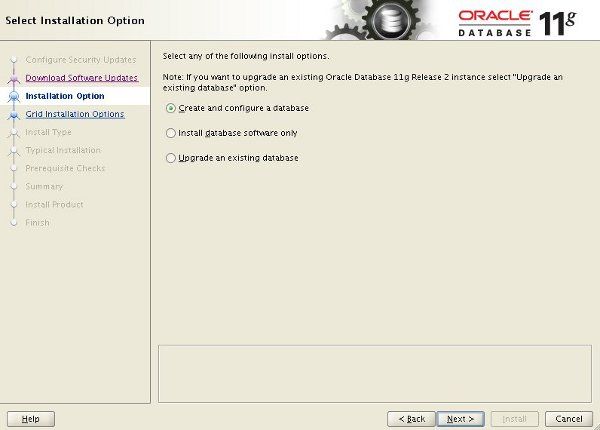 Select Installation Option
ORACLE
DATABASE 11g
Configure Security Updates
Download Software Updates
Installation Option
Grid Installation Options
Install Type
Typical Installation
Prerequisite Checks
Summary
Install Product
Finish
Select any of the following install options.
Note: If you want to upgrade an existing Oracle Database 11g Release 2 instance select "Upgrade an
existing database" option.
Create and configure a database
Install database software only
Upgrade an existing database
Help
< Back
Next >
Install
Cancel